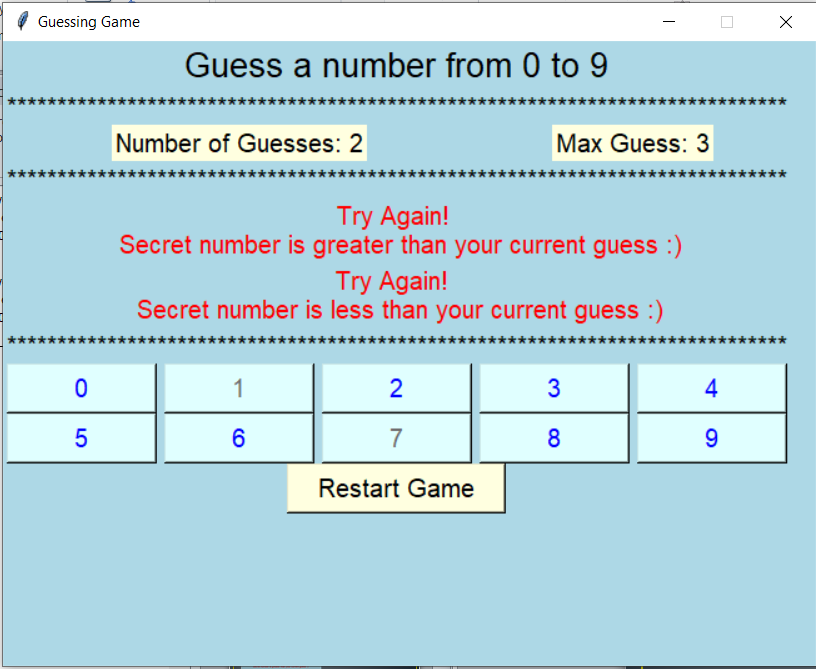 Guessing Game
Guess a number from 0 to 9
******************************************************************************
Number of Guesses: 2 Max Guess: 3
******************************************************************************
Try Again!
Secret number is greater than your current guess :)
Try Again!
Secret number is less than your current guess :)
******************************************************************************
0 1 2 3 4
5 6 7 8 9
Restart Game